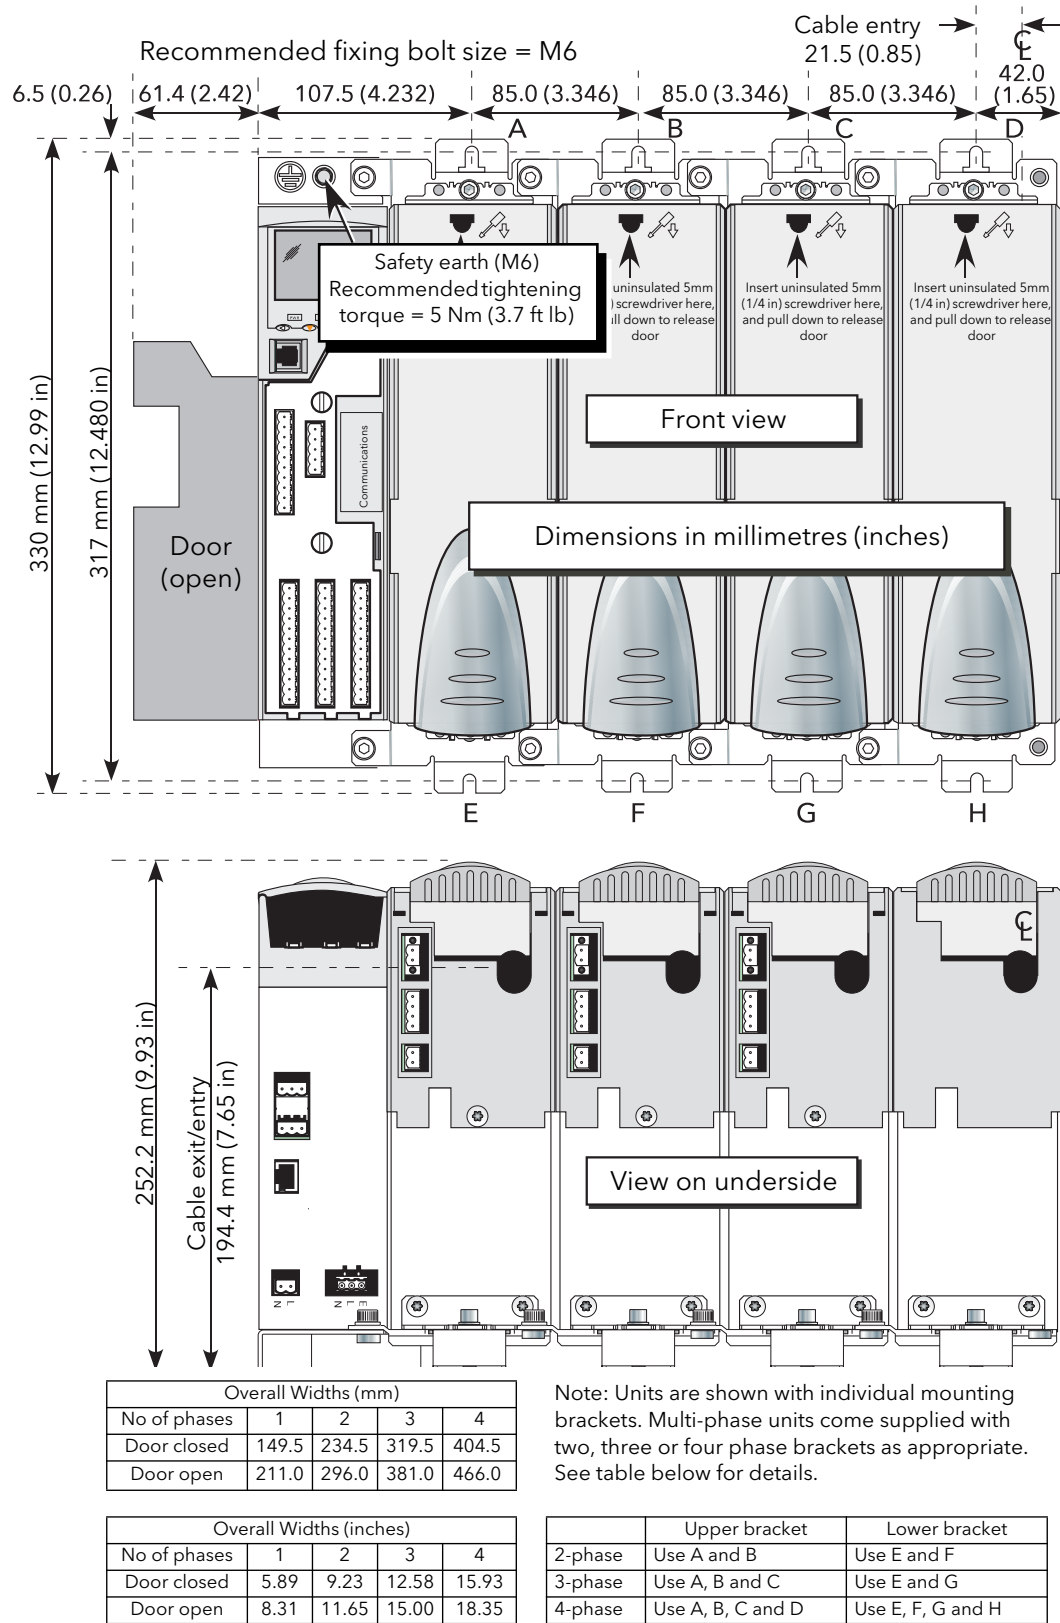 Cable entry
21.5 (0.85)
Recommended fixing bolt size = M6
6.5 (0.26) 61.4 (2.42) 107.5 (4.232) 85.0 (3.346) 85.0 (3.346) 85.0 (3.346) 42.0 (1.65)
A B C D
Safety earth (M6)
Recommended tightening
torque = 5 Nm (3.7 ft lb)
uninsulated 5mm
) screwdriver here,
ll down to release
door
Insert uninsulated 5mm
(1/4 in) screwdriver here,
and pull down to release
door
Insert uninsulated 5mm
(1/4 in) screwdriver here,
and pull down to release
door
330 mm (12.99 in)
317 mm (12.480 in)
Front view
Communications
Dimensions in millimetres (inches)
Door
(open)
E F G H
252.2 mm (9.93 in)
Cable exit/entry
194.4 mm (7.65 in)
View on underside
N L N L E
Overall Widths (mm)
No of phases 1 2 3 4
Door closed 149.5 234.5 319.5 404.5
Door open 211.0 296.0 381.0 466.0
Note: Units are shown with individual mounting
brackets. Multi-phase units come supplied with
two, three or four phase brackets as appropriate.
See table below for details.
Overall Widths (inches)
No of phases 1 2 3 4
Door closed 5.89 9.23 12.58 15.93
Door open 8.31 11.65 15.00 18.35
Upper bracket Lower bracket
2-phase Use A and B Use E and F
3-phase Use A, B and C Use E and G
4-phase Use A, B, C and D Use E, F, G and H